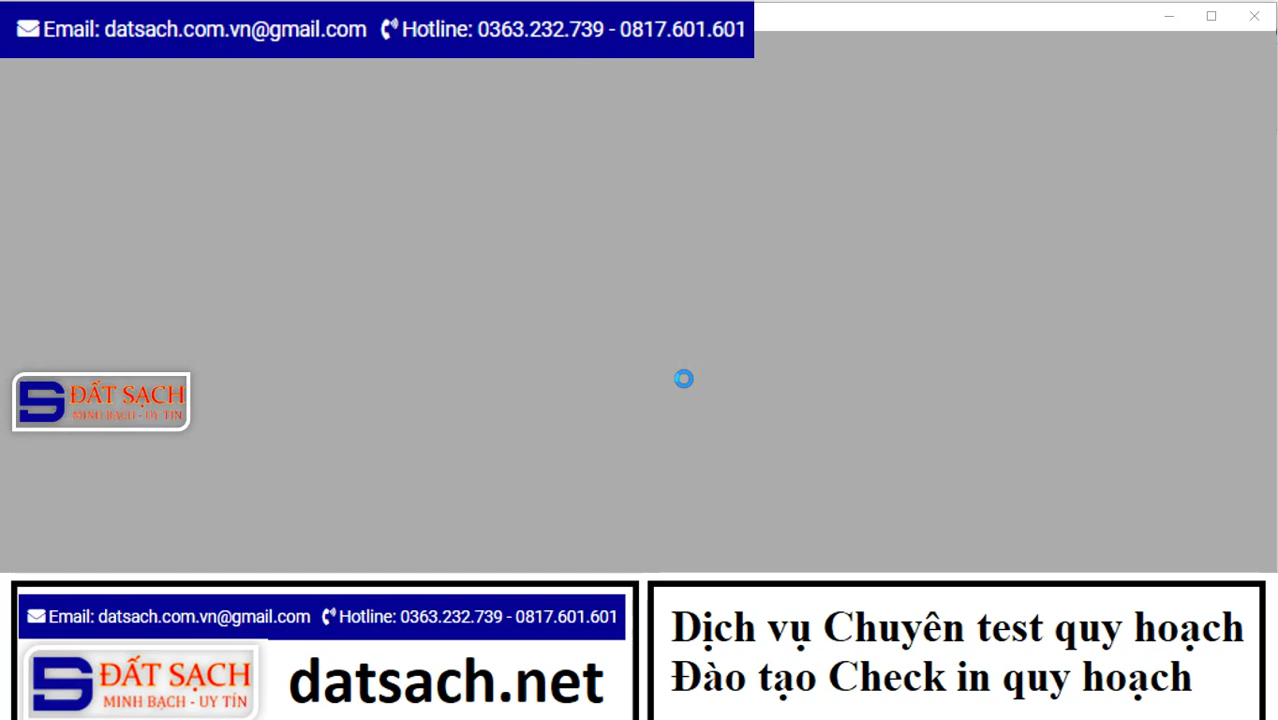 Email: datsach.com.vn@gmail.com Hotline: 0363.232.739 - 0817.601.601
ĐẤT SẠCH
MINH BẠCH - UY TÍN
Email: datsach.com.vn@gmail.com Hotline: 0363.232.739 - 0817.601.601
ĐẤT SẠCH
MINH BẠCH - UY TÍN
datsach.net
Dịch vụ Chuyên test quy hoạch
Đào tạo Check in quy hoạch